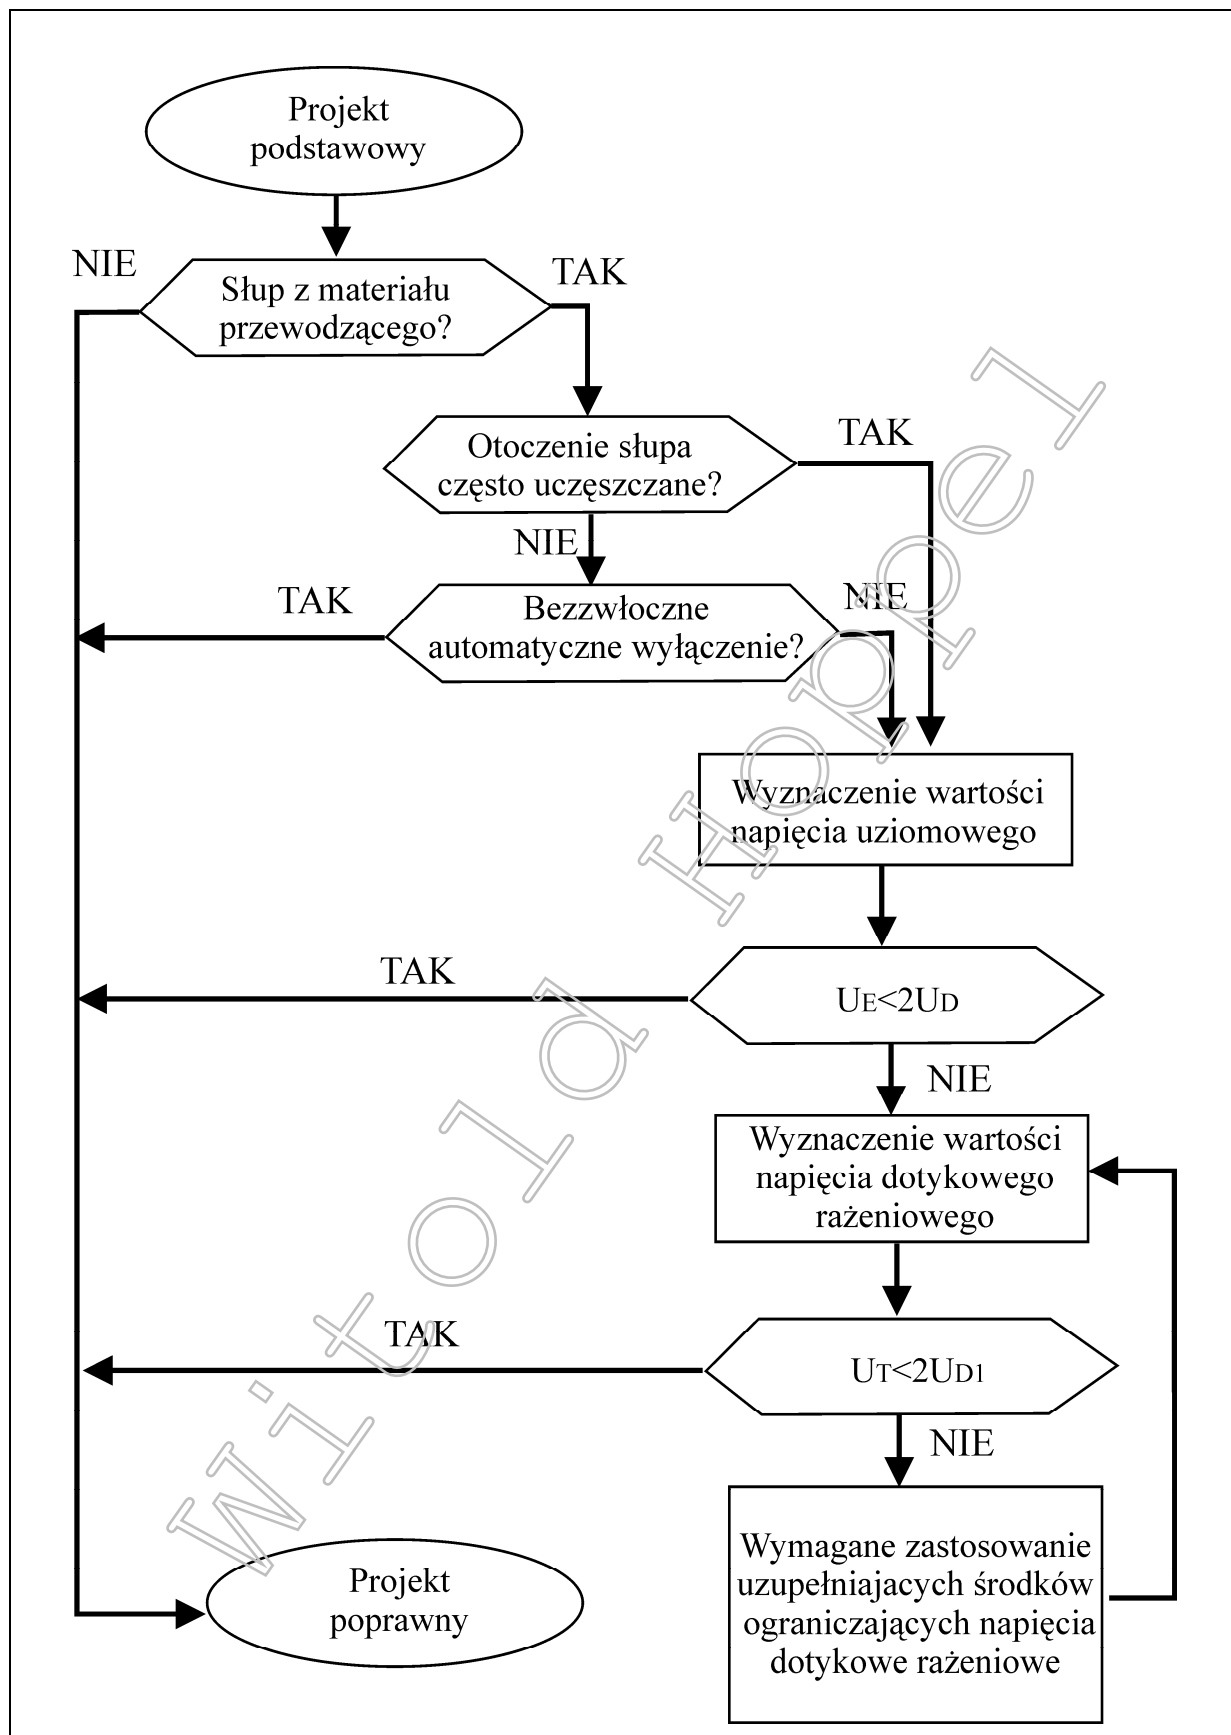 Projekt
podstawowy
NIE
TAK
Słup z materiału
przewodzącego?
TAK
Otoczenie słupa
często uczęszczane?
NIE
TAK
NIE
Bezzwłoczne
automatyczne wyłączenie?
Wyznaczenie wartości
napięcia uziomowego
TAK
UE<2UD
NIE
Wyznaczenie wartości
napięcia dotykowego
rażeniowego
TAK
UT<2UD1
NIE
Wymagane zastosowanie
uzupełniajacych środków
ograniczających napięcia
dotykowe rażeniowe
Projekt
poprawny
Witold Hoppel